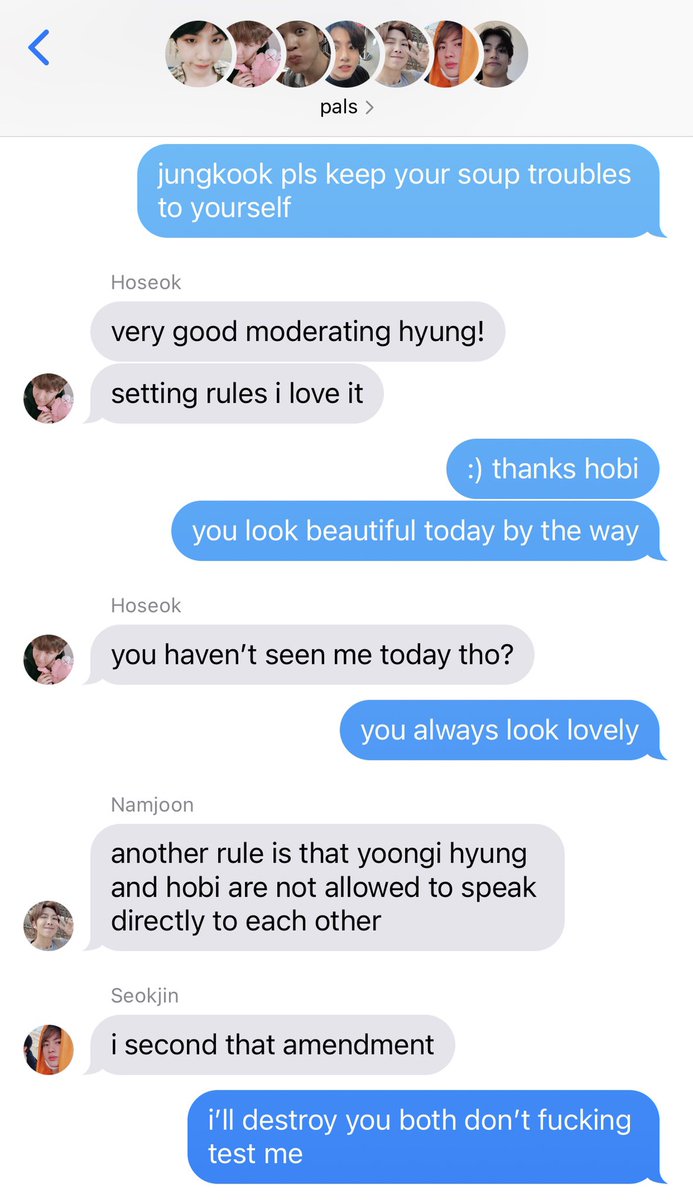 pals
jungkook pls keep your soup troubles
to yourself
Hoseok
very good moderating hyung!
setting rules i love it
:) thanks hobi
you look beautiful today by the way
Hoseok
you haven’t seen me today tho?
you always look lovely
Namjoon
another rule is that yoongi hyung
and hobi are not allowed to speak
directly to each other
Seokjin
i second that amendment
i’ll destroy you both don’t fucking
test me